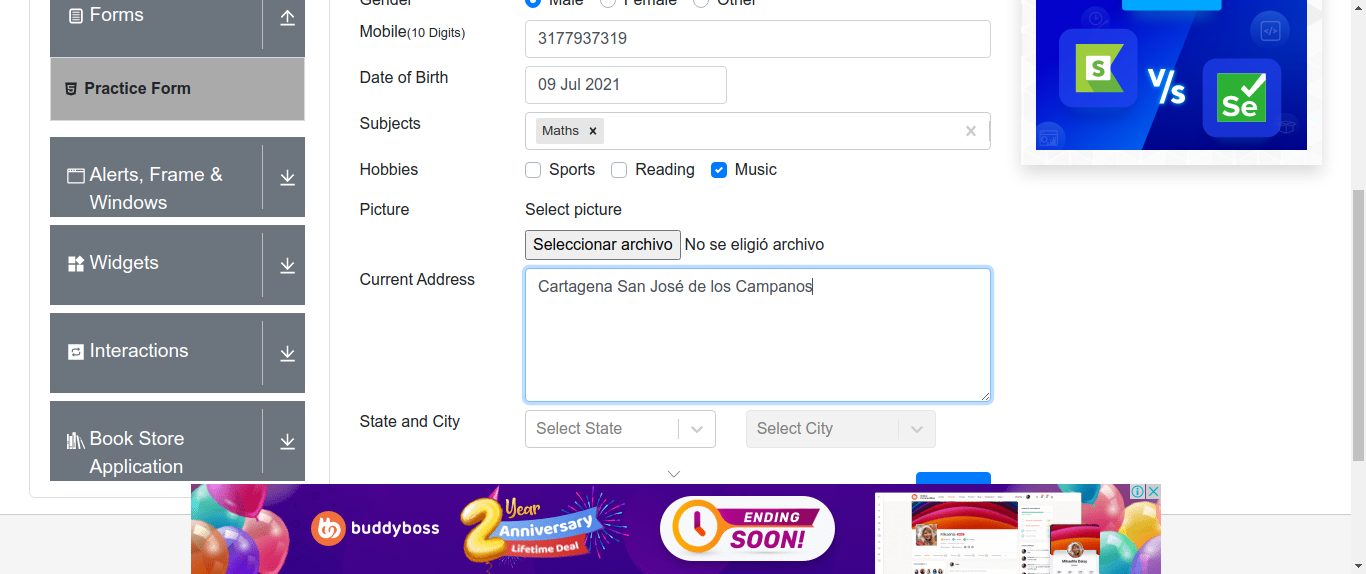 Forms
Practice Form
Alerts, Frame &
Windows
Widgets
Interactions
Book Store
Application
Gender Male Female Other
Mobile(10 Digits) 3177937319
Date of Birth 09 Jul 2021
Subjects Maths × ×
Hobbies Sports Reading Music
Picture Select picture
Seleccionar archivo No se eligió archivo
Current Address Cartagena San José de los Campanos
State and City Select State Select City
S V/s Se
buddyboss
2 Year
Anniversary
Lifetime Deal
ENDING
SOON!